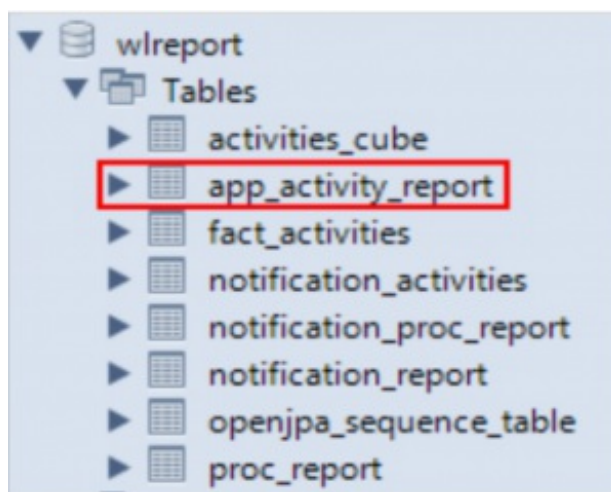 wlreport
Tables
activities_cube
app_activity_report
fact_activities
notification_activities
notification_proc_report
notification_report
openjpa_sequence_table
proc_report